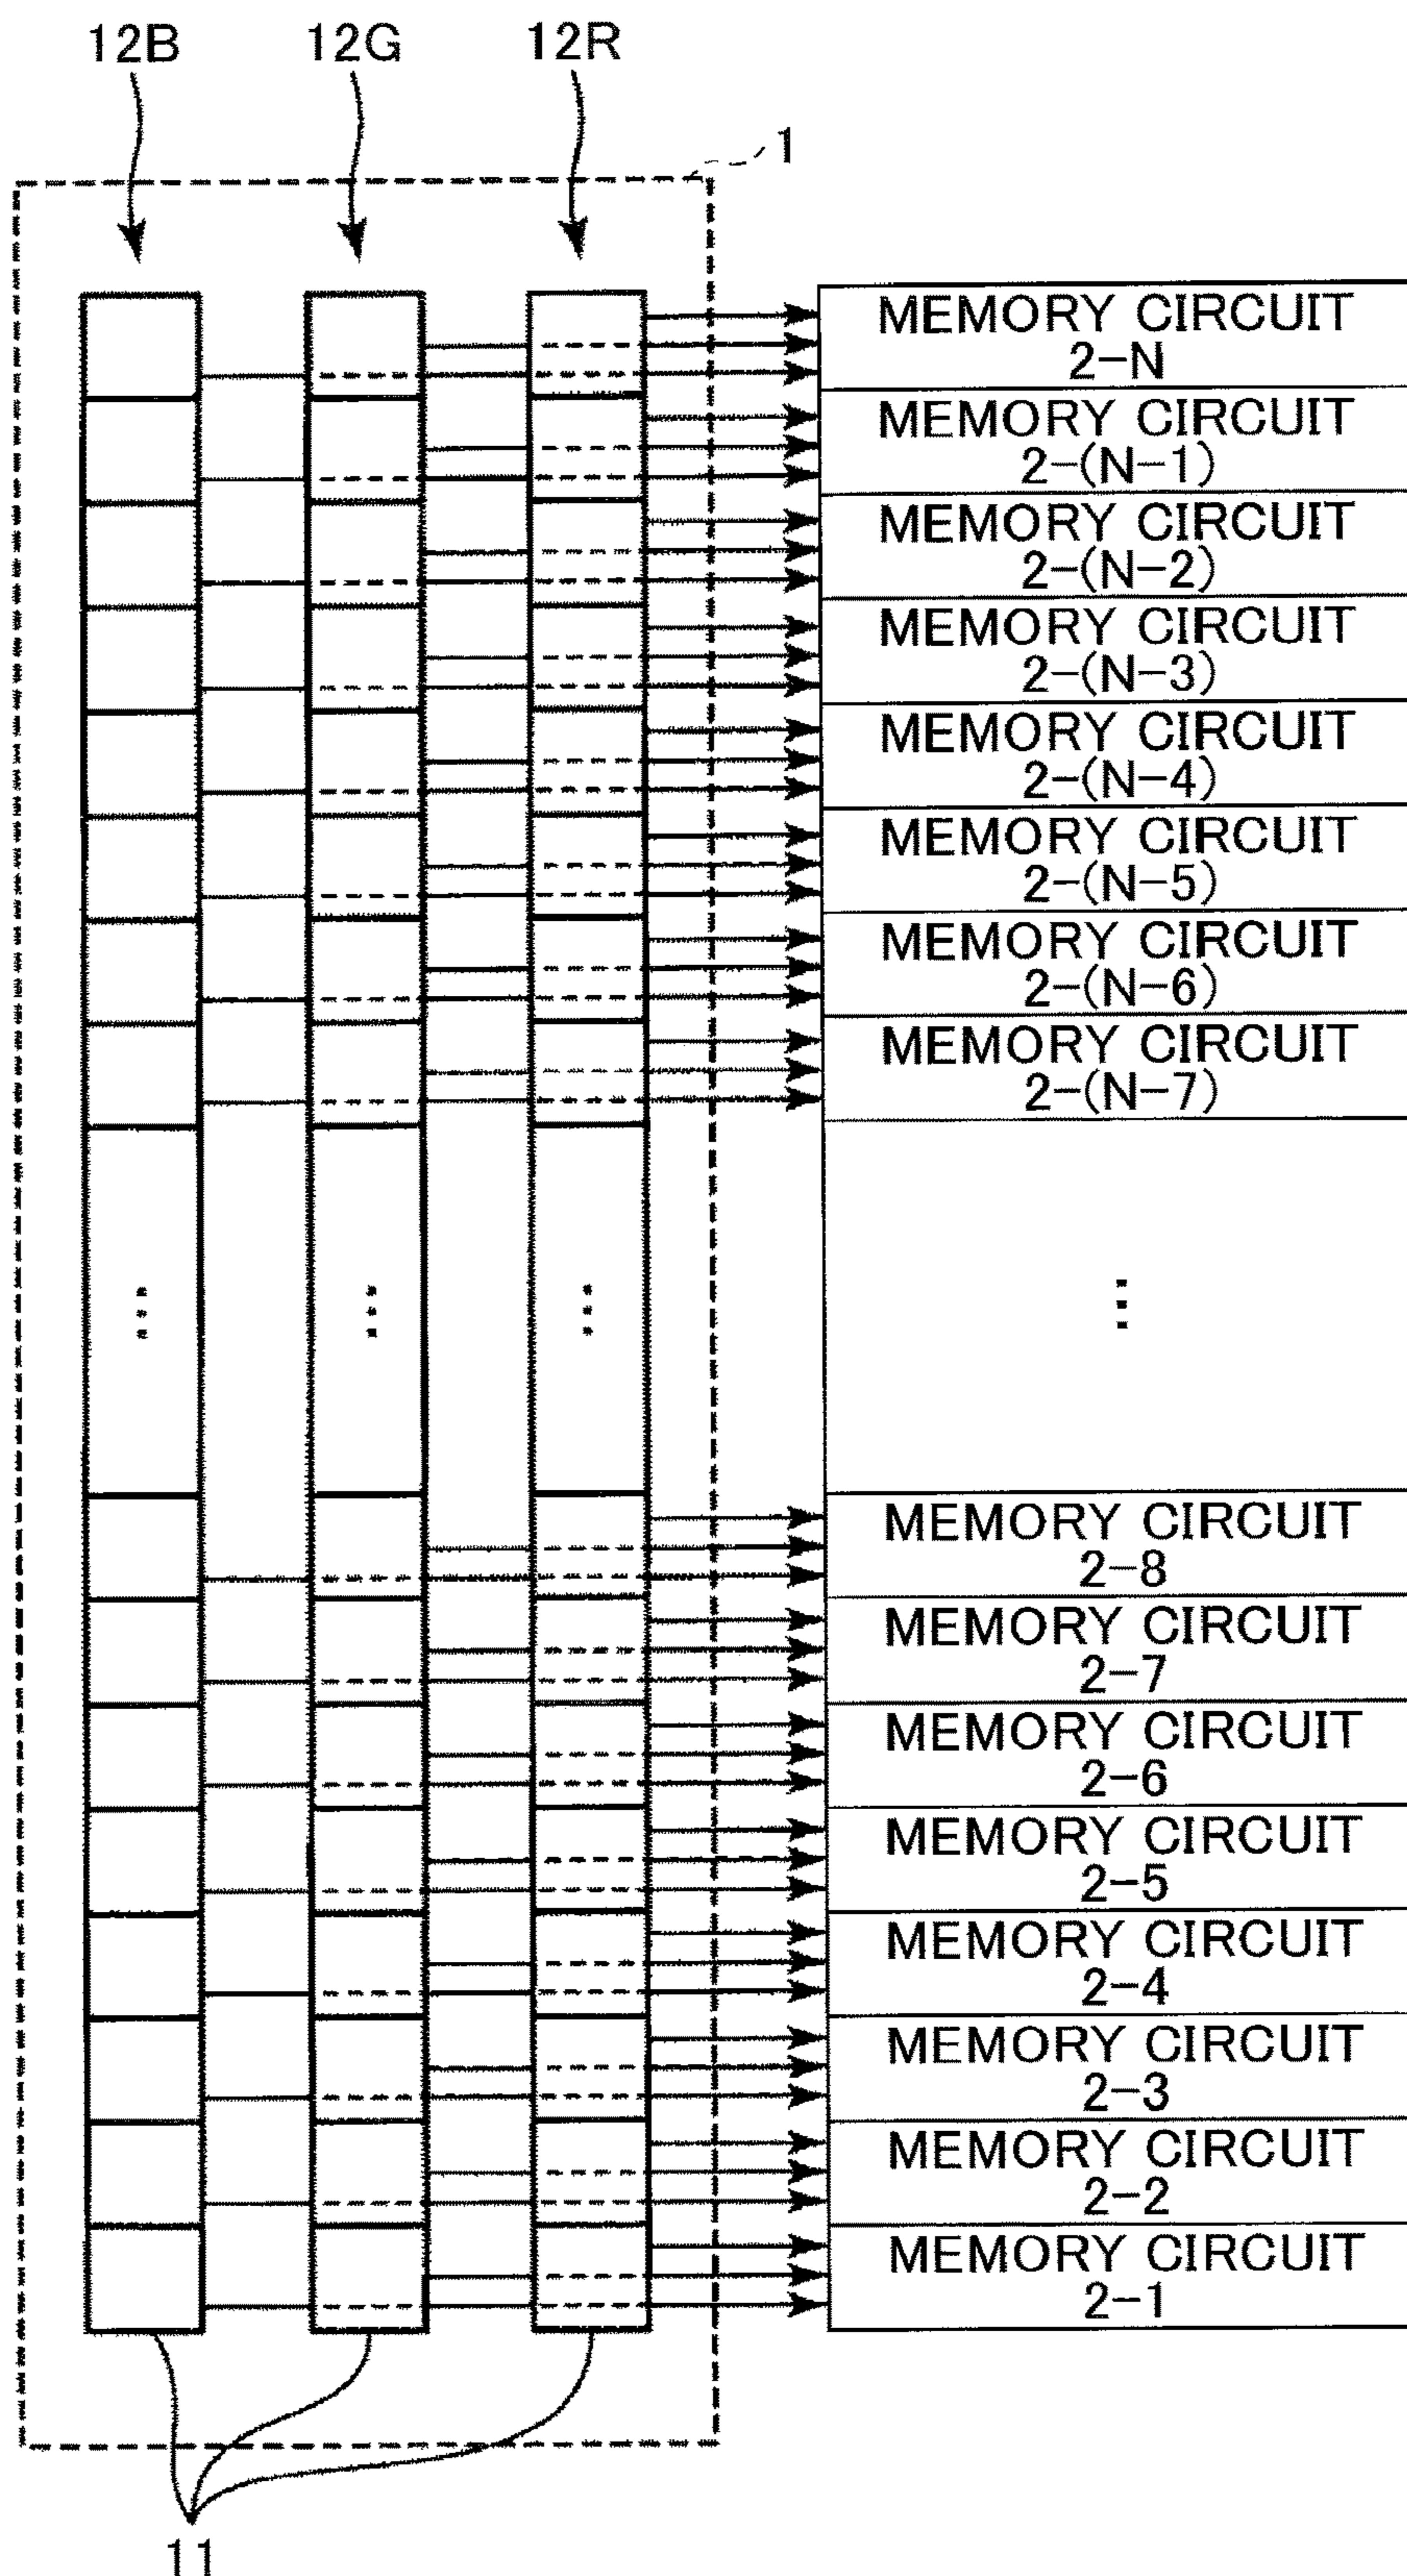 12B 12G 12R
1
MEMORY CIRCUIT
2-N
MEMORY CIRCUIT
2-(N-1)
MEMORY CIRCUIT
2-(N-2)
MEMORY CIRCUIT
2-(N-3)
MEMORY CIRCUIT
2-(N-4)
MEMORY CIRCUIT
2-(N-5)
MEMORY CIRCUIT
2-(N-6)
MEMORY CIRCUIT
2-(N-7)
MEMORY CIRCUIT
2-8
MEMORY CIRCUIT
2-7
MEMORY CIRCUIT
2-6
MEMORY CIRCUIT
2-5
MEMORY CIRCUIT
2-4
MEMORY CIRCUIT
2-3
MEMORY CIRCUIT
2-2
MEMORY CIRCUIT
2-1
11